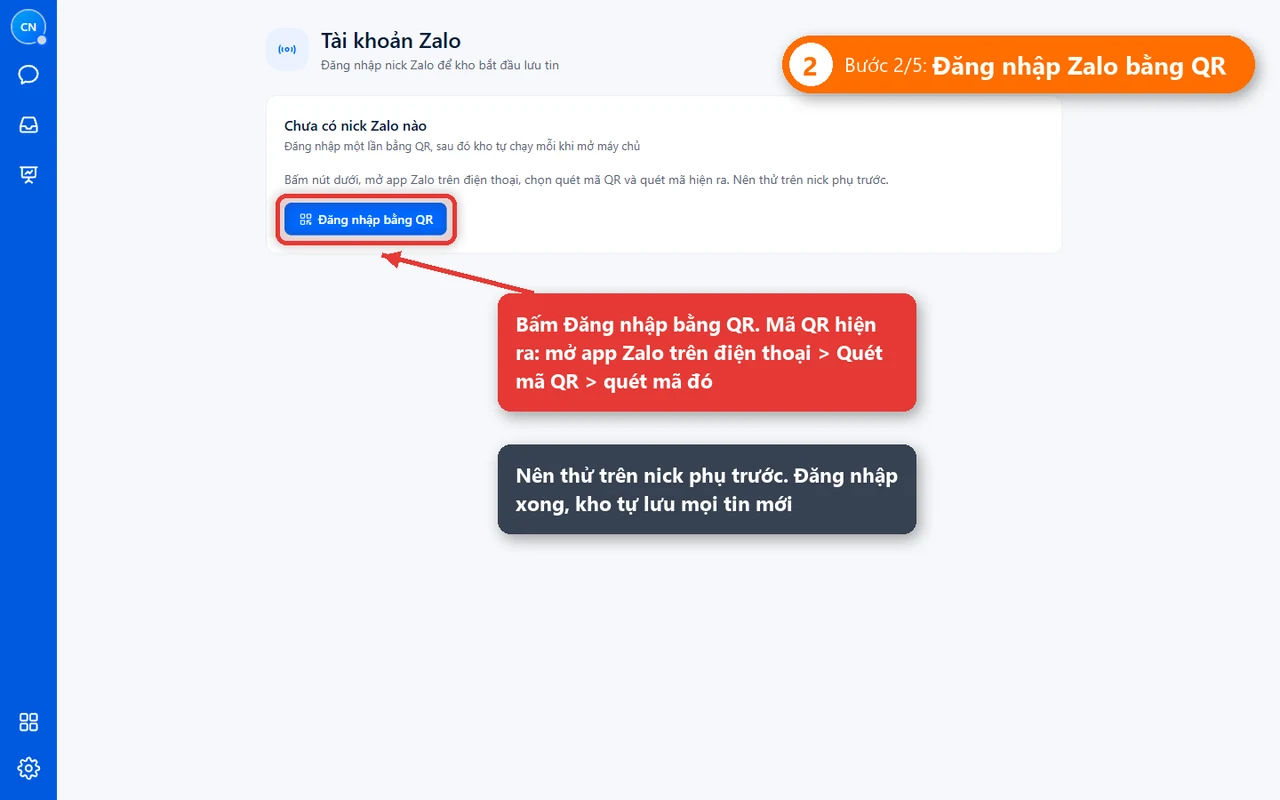 CN
Tài khoản Zalo
Đăng nhập nick Zalo để kho bắt đầu lưu tin
2
Bước 2/5: Đăng nhập Zalo bằng QR
Chưa có nick Zalo nào
Đăng nhập một lần bằng QR, sau đó kho tự chạy mỗi khi mở máy chủ
Bấm nút dưới, mở app Zalo trên điện thoại, chọn quét mã QR và quét mã hiện ra. Nên thử trên nick phụ trước.
Đăng nhập bằng QR
Bấm Đăng nhập bằng QR. Mã QR hiện
ra: mở app Zalo trên điện thoại > Quét
mã QR > quét mã đó
Nên thử trên nick phụ trước. Đăng nhập
xong, kho tự lưu mọi tin mới